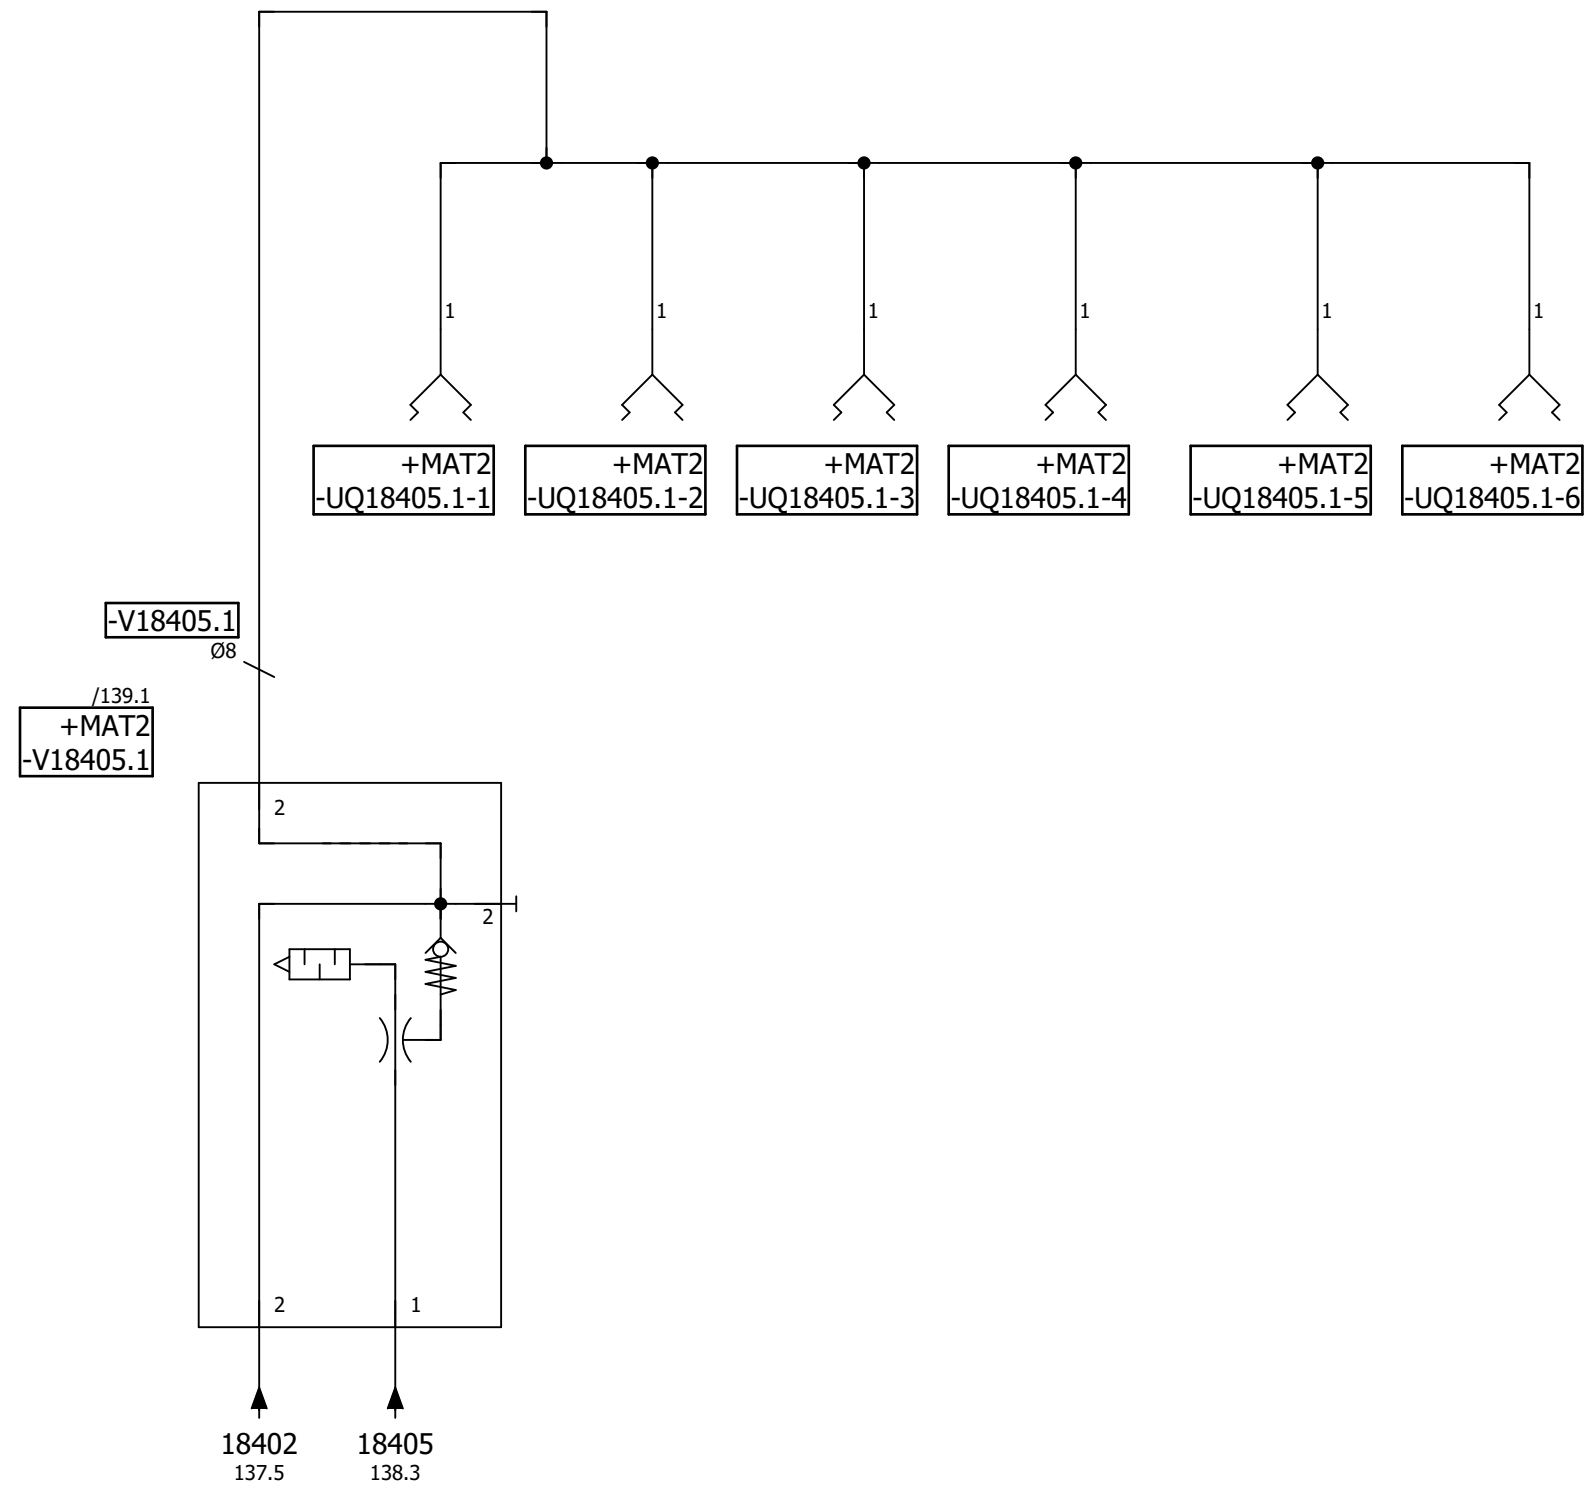 1
1
1
1
1
1
+MAT2
-UQ18405.1-1
+MAT2
-UQ18405.1-2
+MAT2
-UQ18405.1-3
+MAT2
-UQ18405.1-4
+MAT2
-UQ18405.1-5
+MAT2
-UQ18405.1-6
-V18405.1
Ø8
/139.1
+MAT2
-V18405.1
2
2
2
1
18402
137.5
18405
138.3